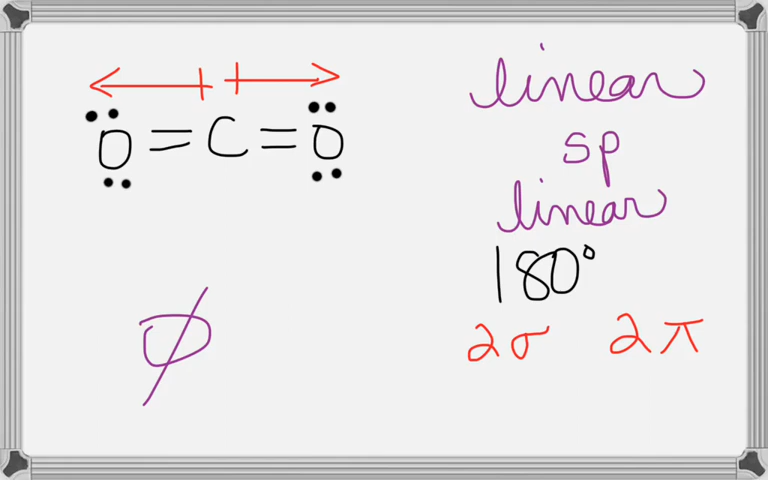 O=C=O
linear
sp
linear
180°
2σ 2π
∅